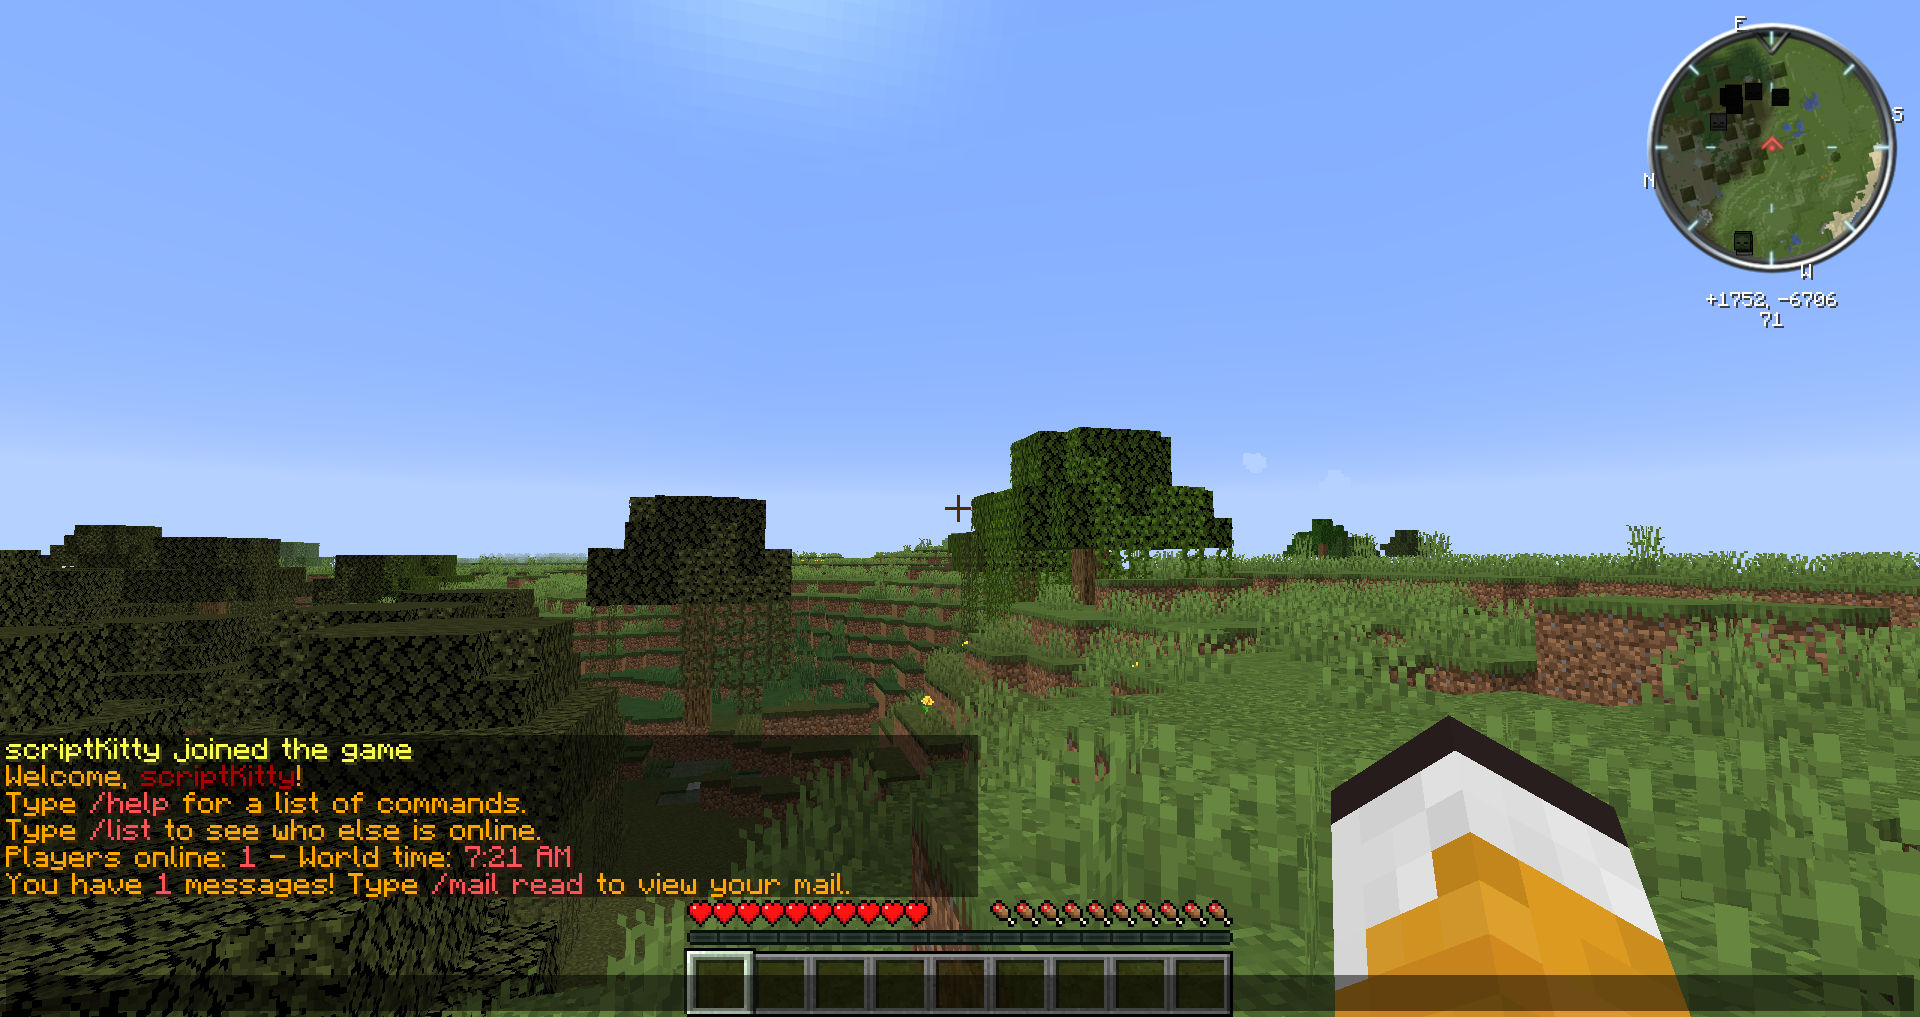 E
S
N
W
+1752, -6706
71
scriptKitty joined the game
Welcome, scriptKitty!
Type /help for a list of commands.
Type /list to see who else is online.
Players online: 1 - World time: 7:21 AM
You have 1 messages! Type /mail read to view your mail.